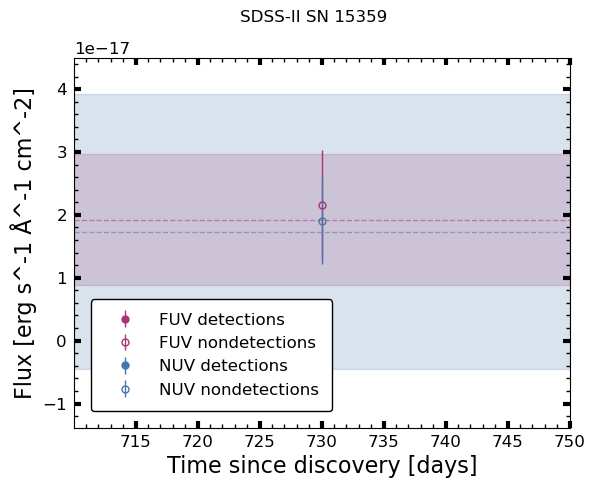 SDSS-II SN 15359
1e−17
4
3
2
1
0
−1
Flux [erg s^-1 Å^-1 cm^-2]
FUV detections
FUV nondetections
NUV detections
NUV nondetections
715 720 725 730 735 740 745 750
Time since discovery [days]